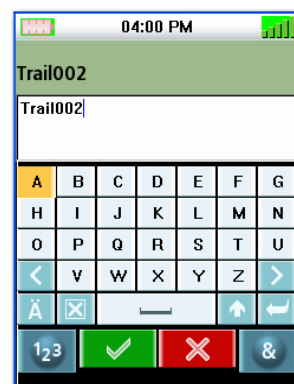 04:00 PM
Trail002
Trail002
A B C D E F G
H I J K L M N
O P Q R S T U
< V W X Y Z >
Ä
123 &